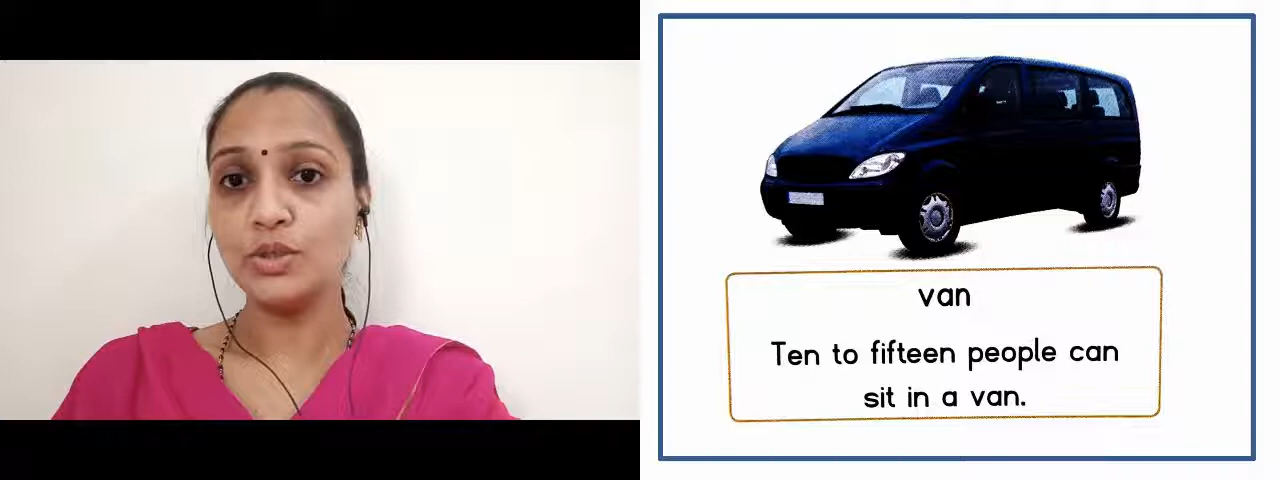 van
Ten to fifteen people can
sit in a van.